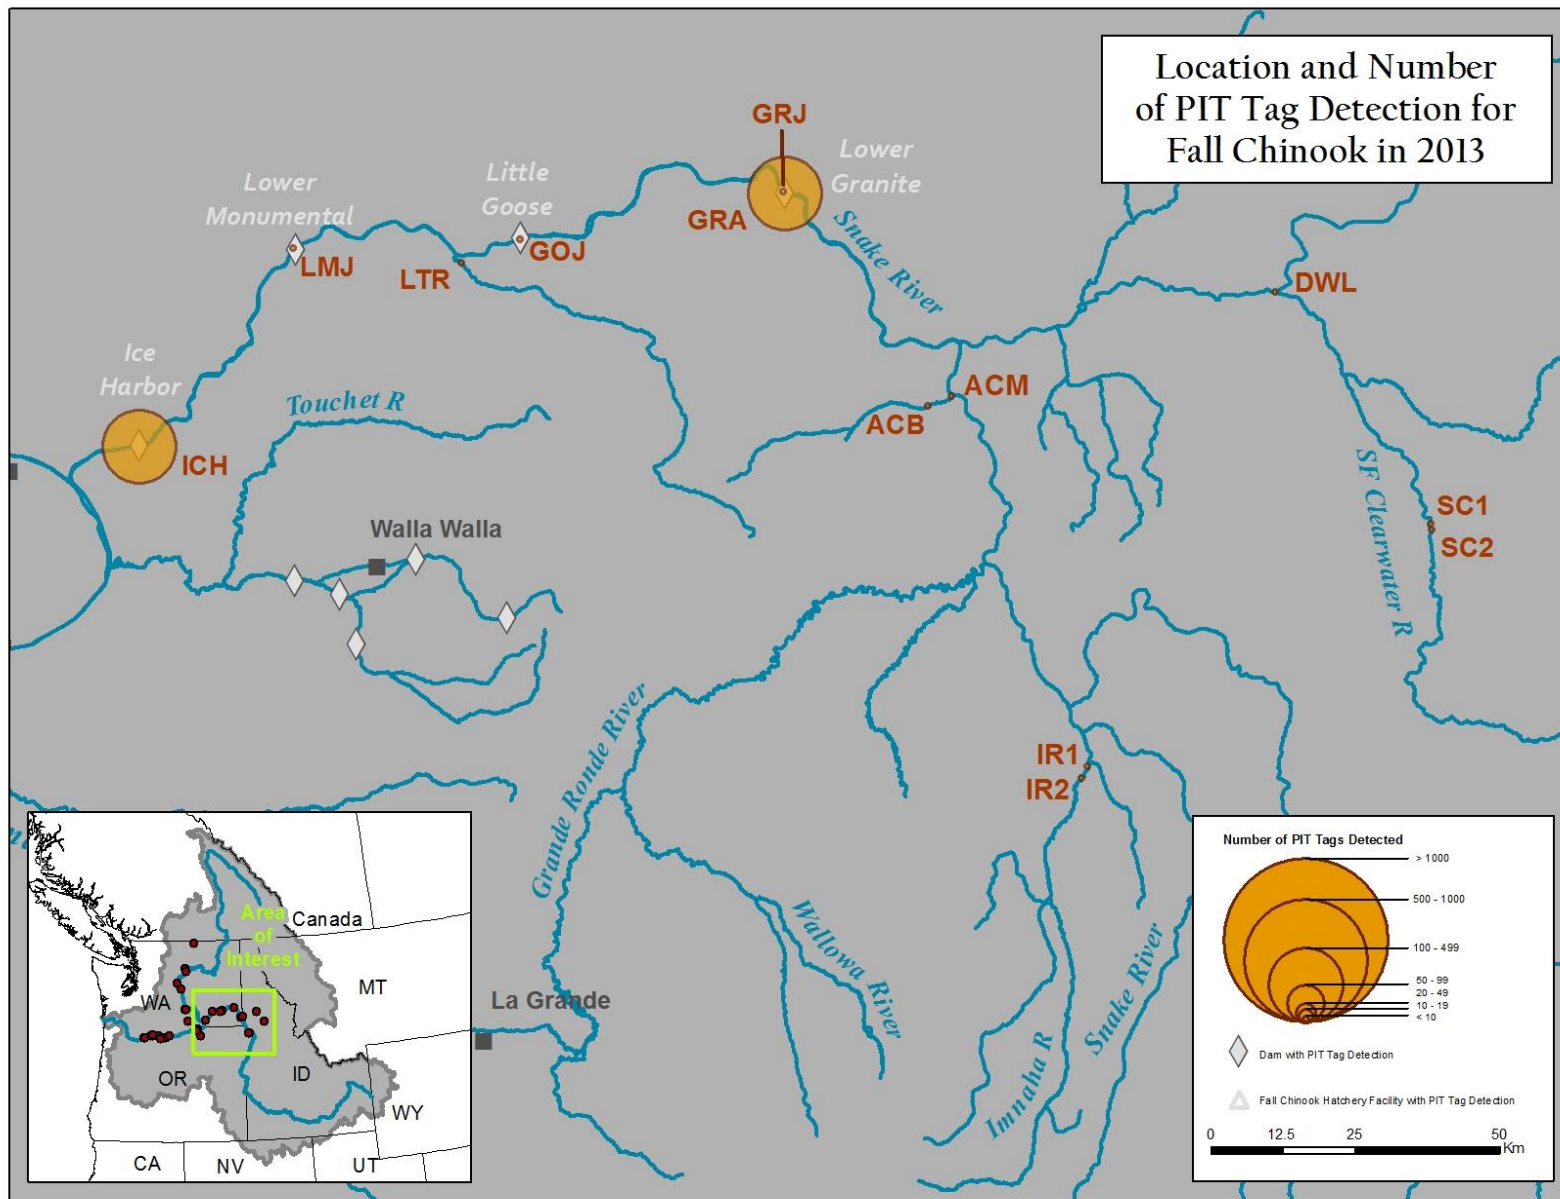 Location and Number
of PIT Tag Detection for
Fall Chinook in 2013
GRJ
Lower
Granite
GRA
Snake River
Little
Goose
GOJ
Lower
Monumental
LMJ
LTR
DWL
Ice
Harbor
ICH
Touchet R
ACM
ACB
SF Clearwater R
SC1
SC2
Walla Walla
Grande Ronde River
IR1
IR2
Wallowa River
Imnaha R
Snake River
La Grande
Area
of
Interest
Canada
WA
MT
OR
ID
WY
CA
NV
UT
Number of PIT Tags Detected
> 1000
500 - 1000
100 - 499
50 - 99
20 - 49
10 - 19
< 10
Dam with PIT Tag Detection
Fall Chinook Hatchery Facility with PIT Tag Detection
0 12.5 25 50
Km